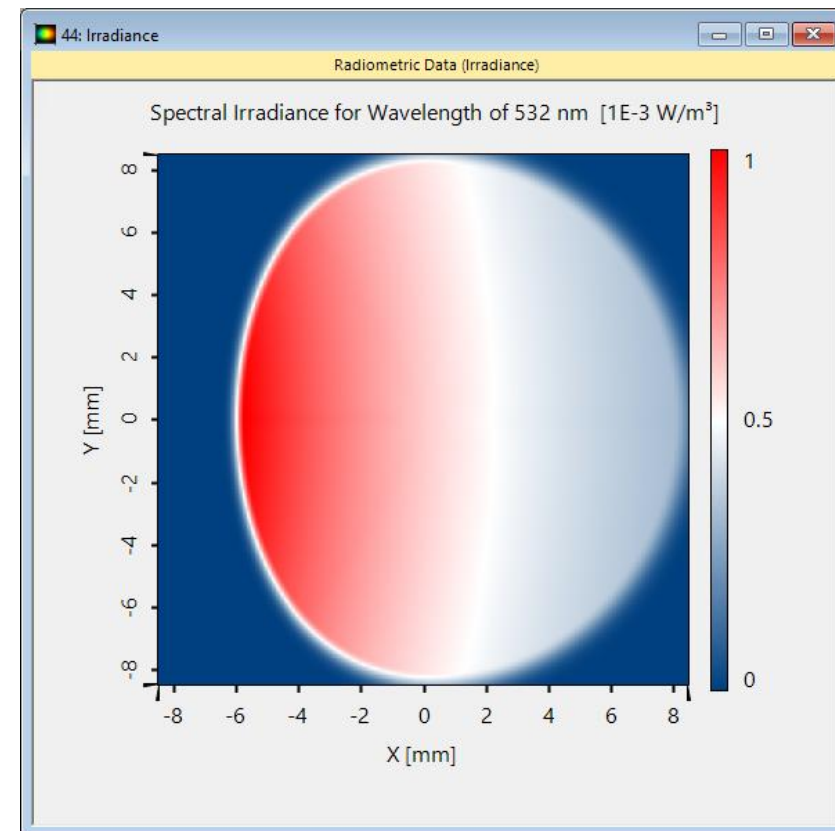 44: Irradiance
Radiometric Data (Irradiance)
Spectral Irradiance for Wavelength of 532 nm [1E-3 W/m³]
1
8
6
4
2
0
-2
-4
-6
-8
Y [mm]
0.5
0
-8 -6 -4 -2 0 2 4 6 8
X [mm]